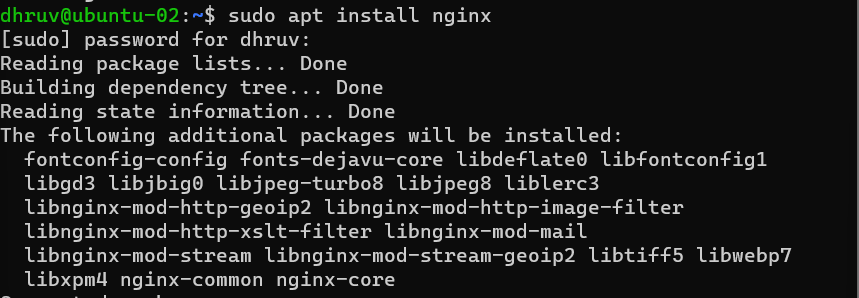 dhruv@ubuntu-02:~$ sudo apt install nginx
[sudo] password for dhruv:
Reading package lists... Done
Building dependency tree... Done
Reading state information... Done
The following additional packages will be installed:
  fontconfig-config fonts-dejavu-core libdeflate0 libfontconfig1
  libgd3 libjbig0 libjpeg-turbo8 libjpeg8 liblerc3
  libnginx-mod-http-geoip2 libnginx-mod-http-image-filter
  libnginx-mod-http-xslt-filter libnginx-mod-mail
  libnginx-mod-stream libnginx-mod-stream-geoip2 libtiff5 libwebp7
  libxpm4 nginx-common nginx-core